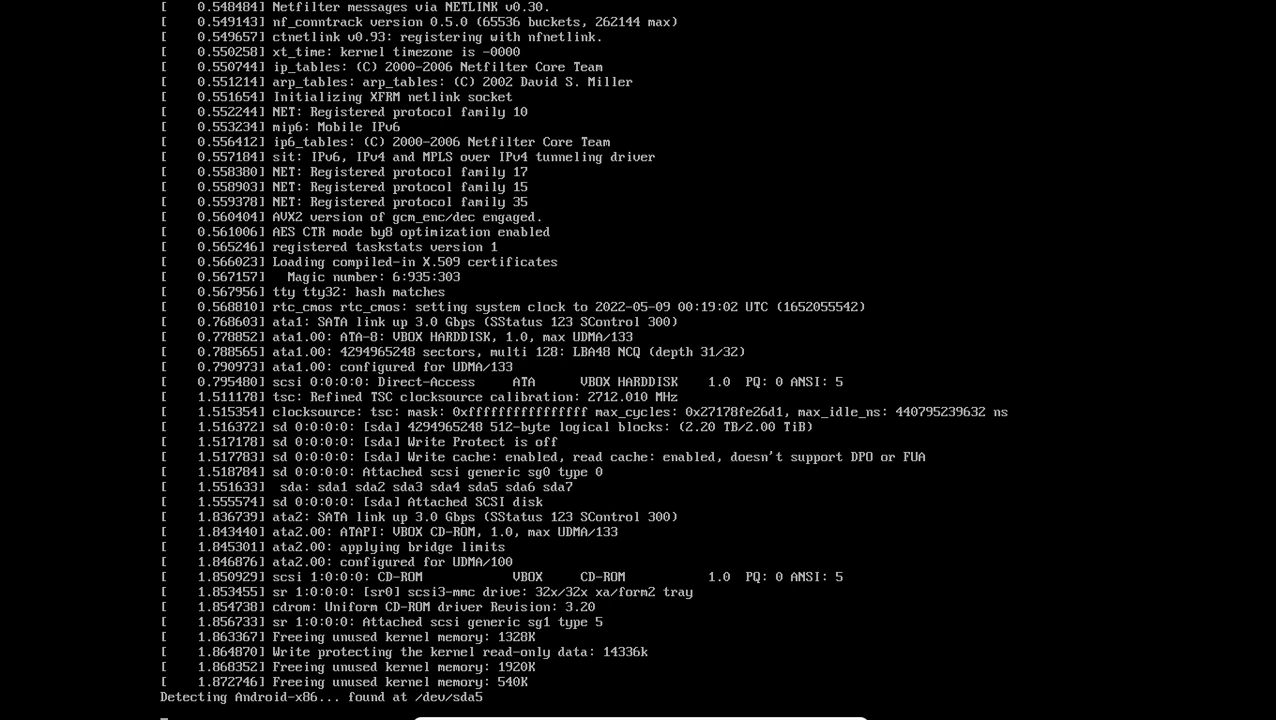 [    0.548484] Netfilter messages via NETLINK v0.30.
[    0.549143] nf_conntrack version 0.5.0 (65536 buckets, 262144 max)
[    0.549657] ctnetlink v0.93: registering with nfnetlink.
[    0.550258] xt_time: kernel timezone is -0000
[    0.550744] ip_tables: (C) 2000-2006 Netfilter Core Team
[    0.551214] arp_tables: arp_tables: (C) 2002 David S. Miller
[    0.551654] Initializing XFRM netlink socket
[    0.552244] NET: Registered protocol family 10
[    0.553234] mip6: Mobile IPv6
[    0.556412] ip6_tables: (C) 2000-2006 Netfilter Core Team
[    0.557184] sit: IPv6, IPv4 and MPLS over IPv4 tunneling driver
[    0.558380] NET: Registered protocol family 17
[    0.558903] NET: Registered protocol family 15
[    0.559378] NET: Registered protocol family 35
[    0.560404] AVX2 version of gcm_enc/dec engaged.
[    0.561006] AES CTR mode by8 optimization enabled
[    0.565246] registered taskstats version 1
[    0.566023] Loading compiled-in X.509 certificates
[    0.567157]   Magic number: 6:935:303
[    0.567956] tty tty32: hash matches
[    0.568810] rtc_cmos rtc_cmos: setting system clock to 2022-05-09 00:19:02 UTC (1652055542)
[    0.768603] ata1: SATA link up 3.0 Gbps (SStatus 123 SControl 300)
[    0.778852] ata1.00: ATA-8: VBOX HARDDISK, 1.0, max UDMA/133
[    0.788565] ata1.00: 4294965248 sectors, multi 128: LBA48 NCQ (depth 31/32)
[    0.790973] ata1.00: configured for UDMA/133
[    0.795480] scsi 0:0:0:0: Direct-Access     ATA      VBOX HARDDISK    1.0  PQ: 0 ANSI: 5
[    1.511178] tsc: Refined TSC clocksource calibration: 2712.010 MHz
[    1.515354] clocksource: tsc: mask: 0xffffffffffffffff max_cycles: 0x27178fe26d1, max_idle_ns: 440795239632 ns
[    1.516372] sd 0:0:0:0: [sda] 4294965248 512-byte logical blocks: (2.20 TB/2.00 TiB)
[    1.517178] sd 0:0:0:0: [sda] Write Protect is off
[    1.517783] sd 0:0:0:0: [sda] Write cache: enabled, read cache: enabled, doesn't support DPO or FUA
[    1.518784] sd 0:0:0:0: Attached scsi generic sg0 type 0
[    1.551633]  sda: sda1 sda2 sda3 sda4 sda5 sda6 sda7
[    1.555574] sd 0:0:0:0: [sda] Attached SCSI disk
[    1.836739] ata2: SATA link up 3.0 Gbps (SStatus 123 SControl 300)
[    1.843440] ata2.00: ATAPI: VBOX CD-ROM, 1.0, max UDMA/133
[    1.845301] ata2.00: applying bridge limits
[    1.846876] ata2.00: configured for UDMA/100
[    1.850929] scsi 1:0:0:0: CD-ROM            VBOX     CD-ROM           1.0  PQ: 0 ANSI: 5
[    1.853455] sr 1:0:0:0: [sr0] scsi3-mmc drive: 32x/32x xa/form2 tray
[    1.854738] cdrom: Uniform CD-ROM driver Revision: 3.20
[    1.856733] sr 1:0:0:0: Attached scsi generic sg1 type 5
[    1.863367] Freeing unused kernel memory: 1328K
[    1.864870] Write protecting the kernel read-only data: 14336k
[    1.868352] Freeing unused kernel memory: 1920K
[    1.872746] Freeing unused kernel memory: 540K
Detecting Android-x86... found at /dev/sda5